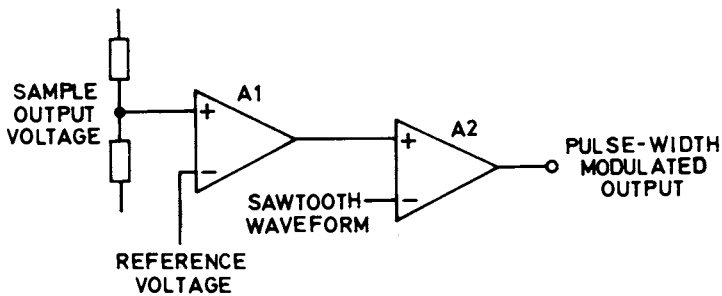 SAMPLE
OUTPUT
VOLTAGE
A1
+
−
REFERENCE
VOLTAGE
A2
+
−
SAWTOOTH
WAVEFORM
PULSE-WIDTH
MODULATED
OUTPUT